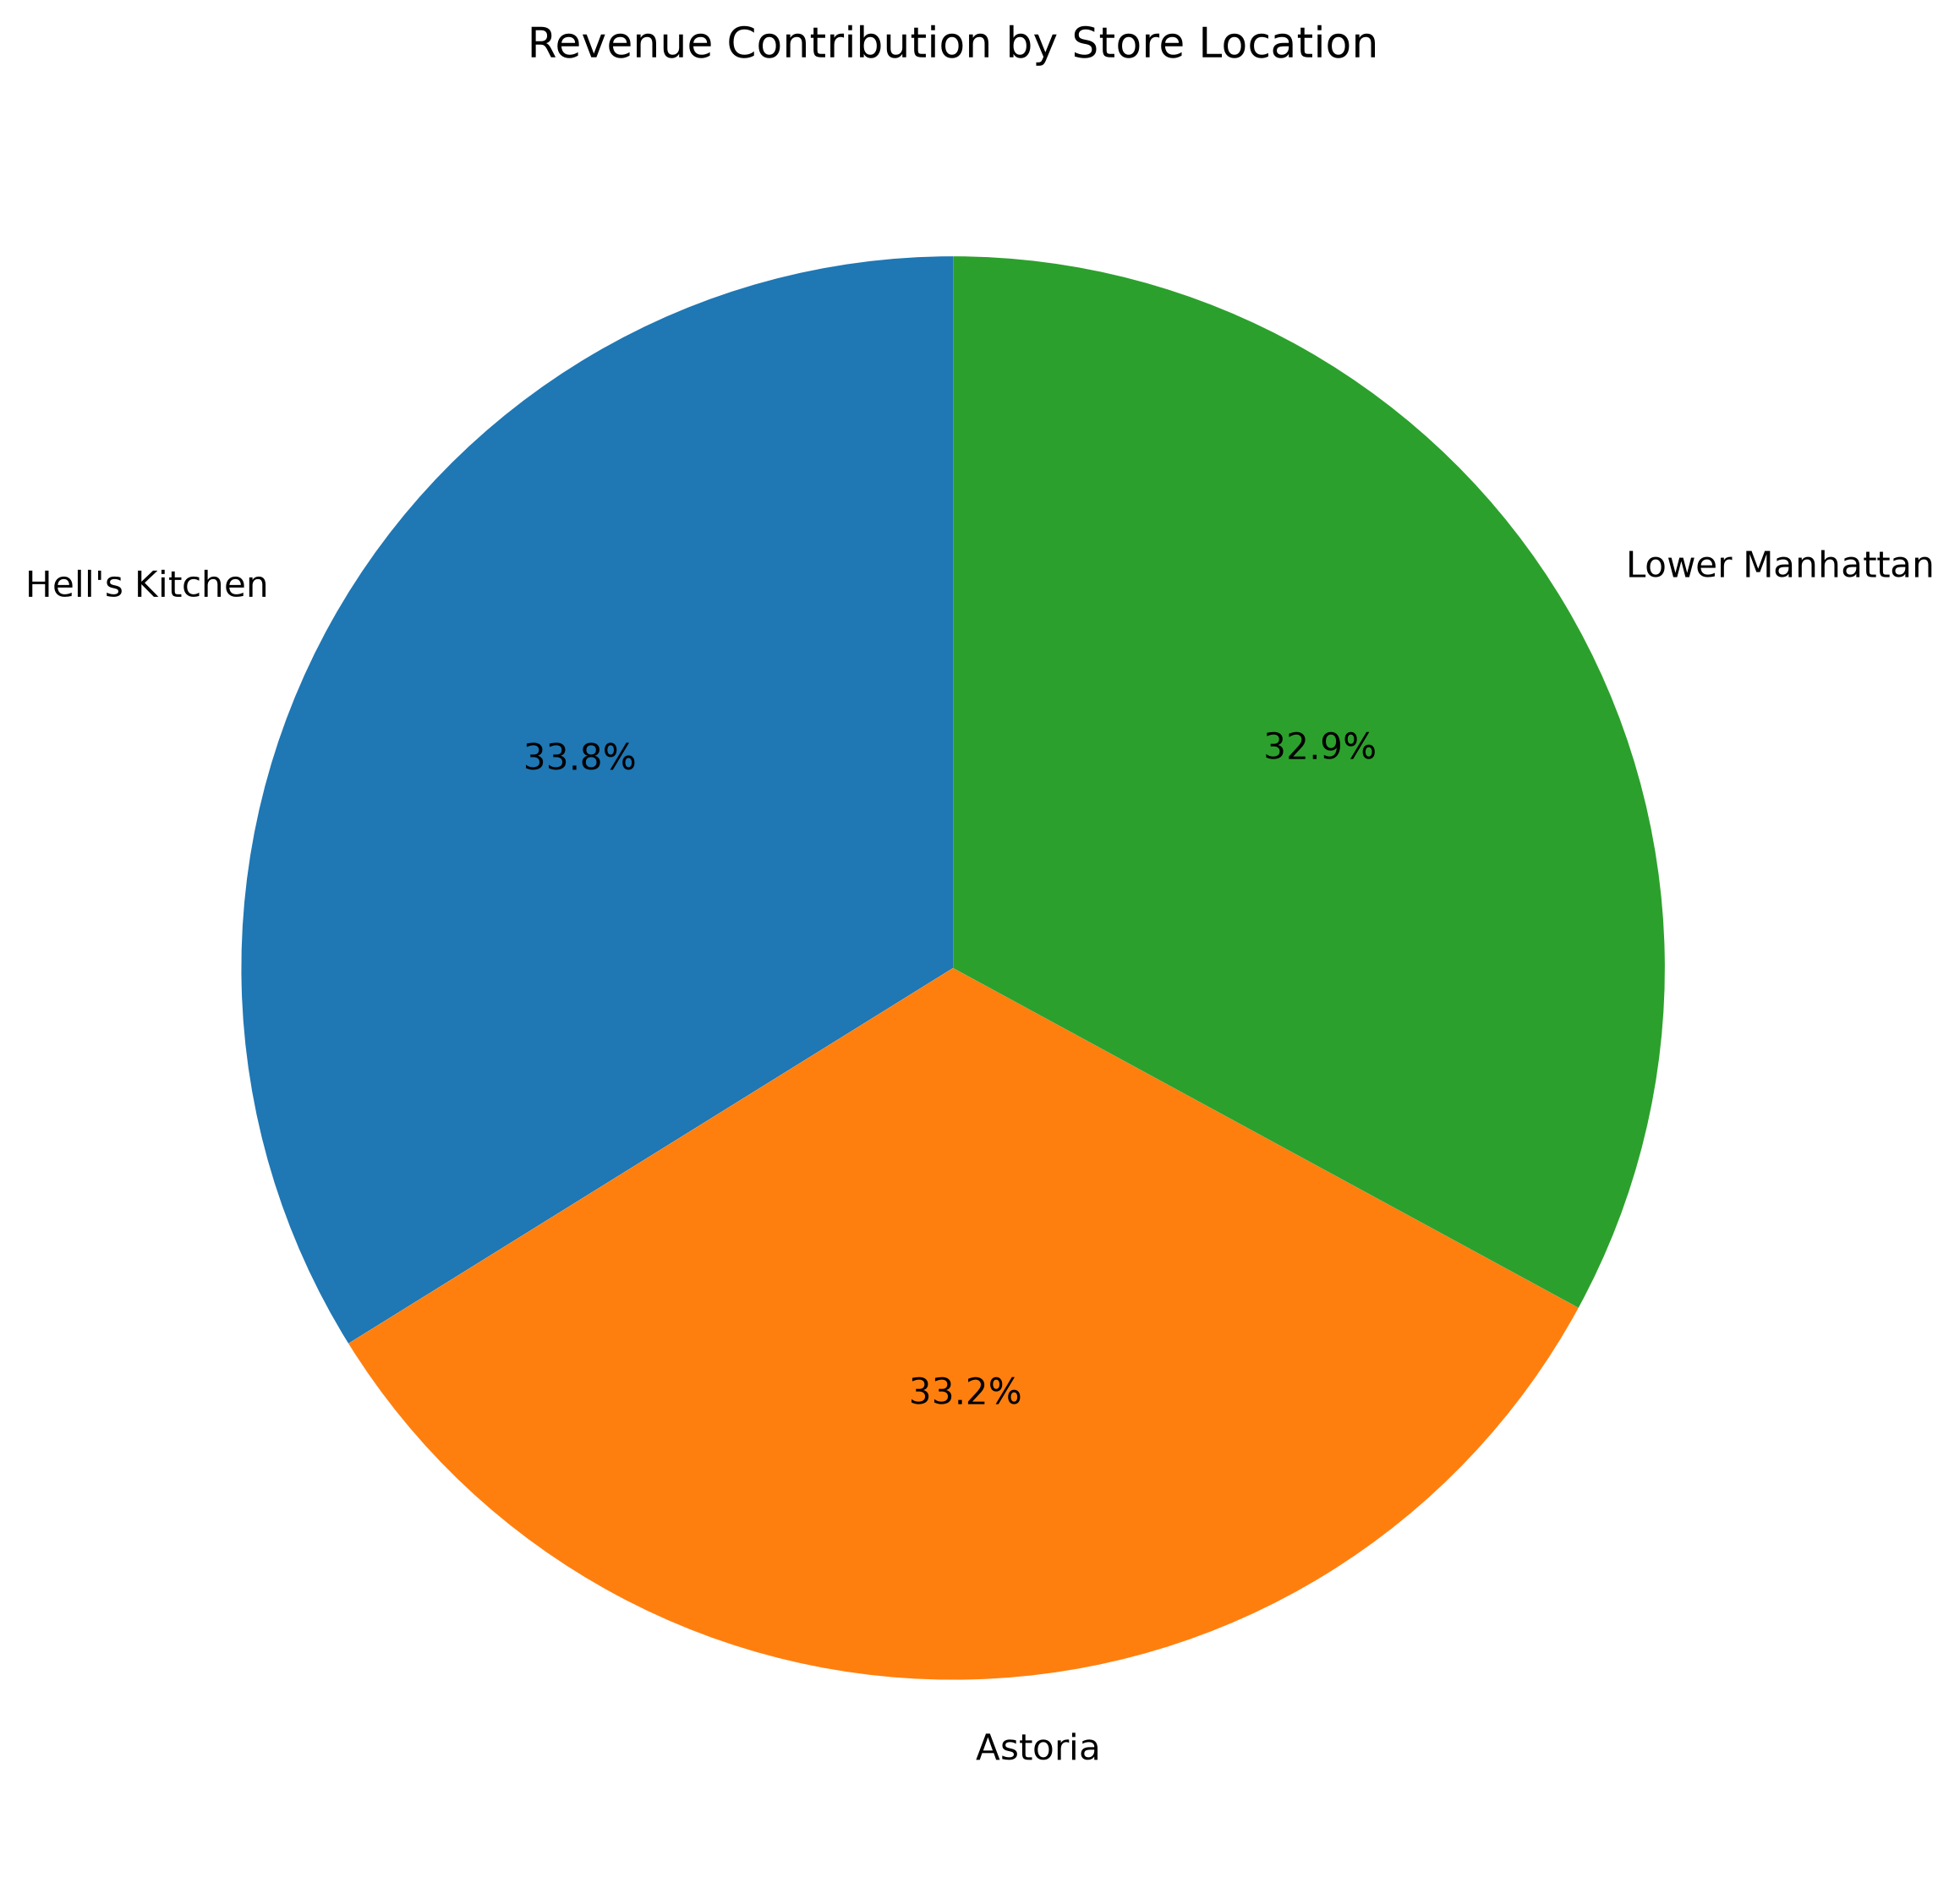 Revenue Contribution by Store Location
Lower Manhattan
Hell's Kitchen
32.9%
33.8%
33.2%
Astoria